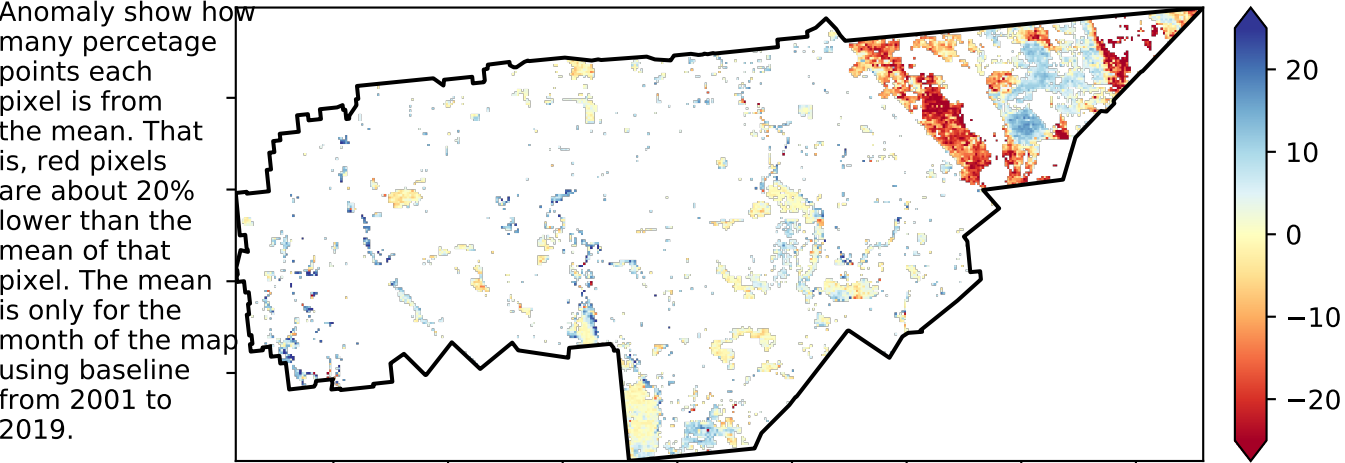 Anomaly show how
many percetage
points each
pixel is from
the mean. That
is, red pixels
are about 20%
lower than the
mean of that
pixel. The mean
is only for the
month of the map
using baseline
from 2001 to
2019.
20
10
0
−10
−20